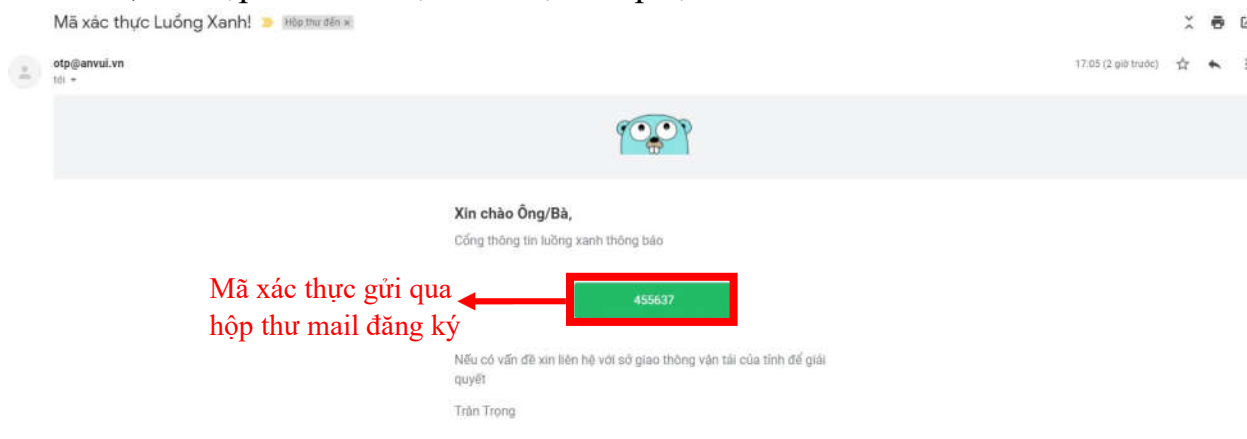 Mã xác thực Luồng Xanh!
Hộp thư đến ×
otp@anvui.vn
17:05 (2 giờ trước)
tới
Xin chào Ông/Bà,
Cổng thông tin luồng xanh thông báo
Mã xác thực gửi qua
hộp thư mail đăng ký
455637
Nếu có vấn đề xin liên hệ với sở giao thông vận tải của tỉnh để giải
quyết
Trân Trọng